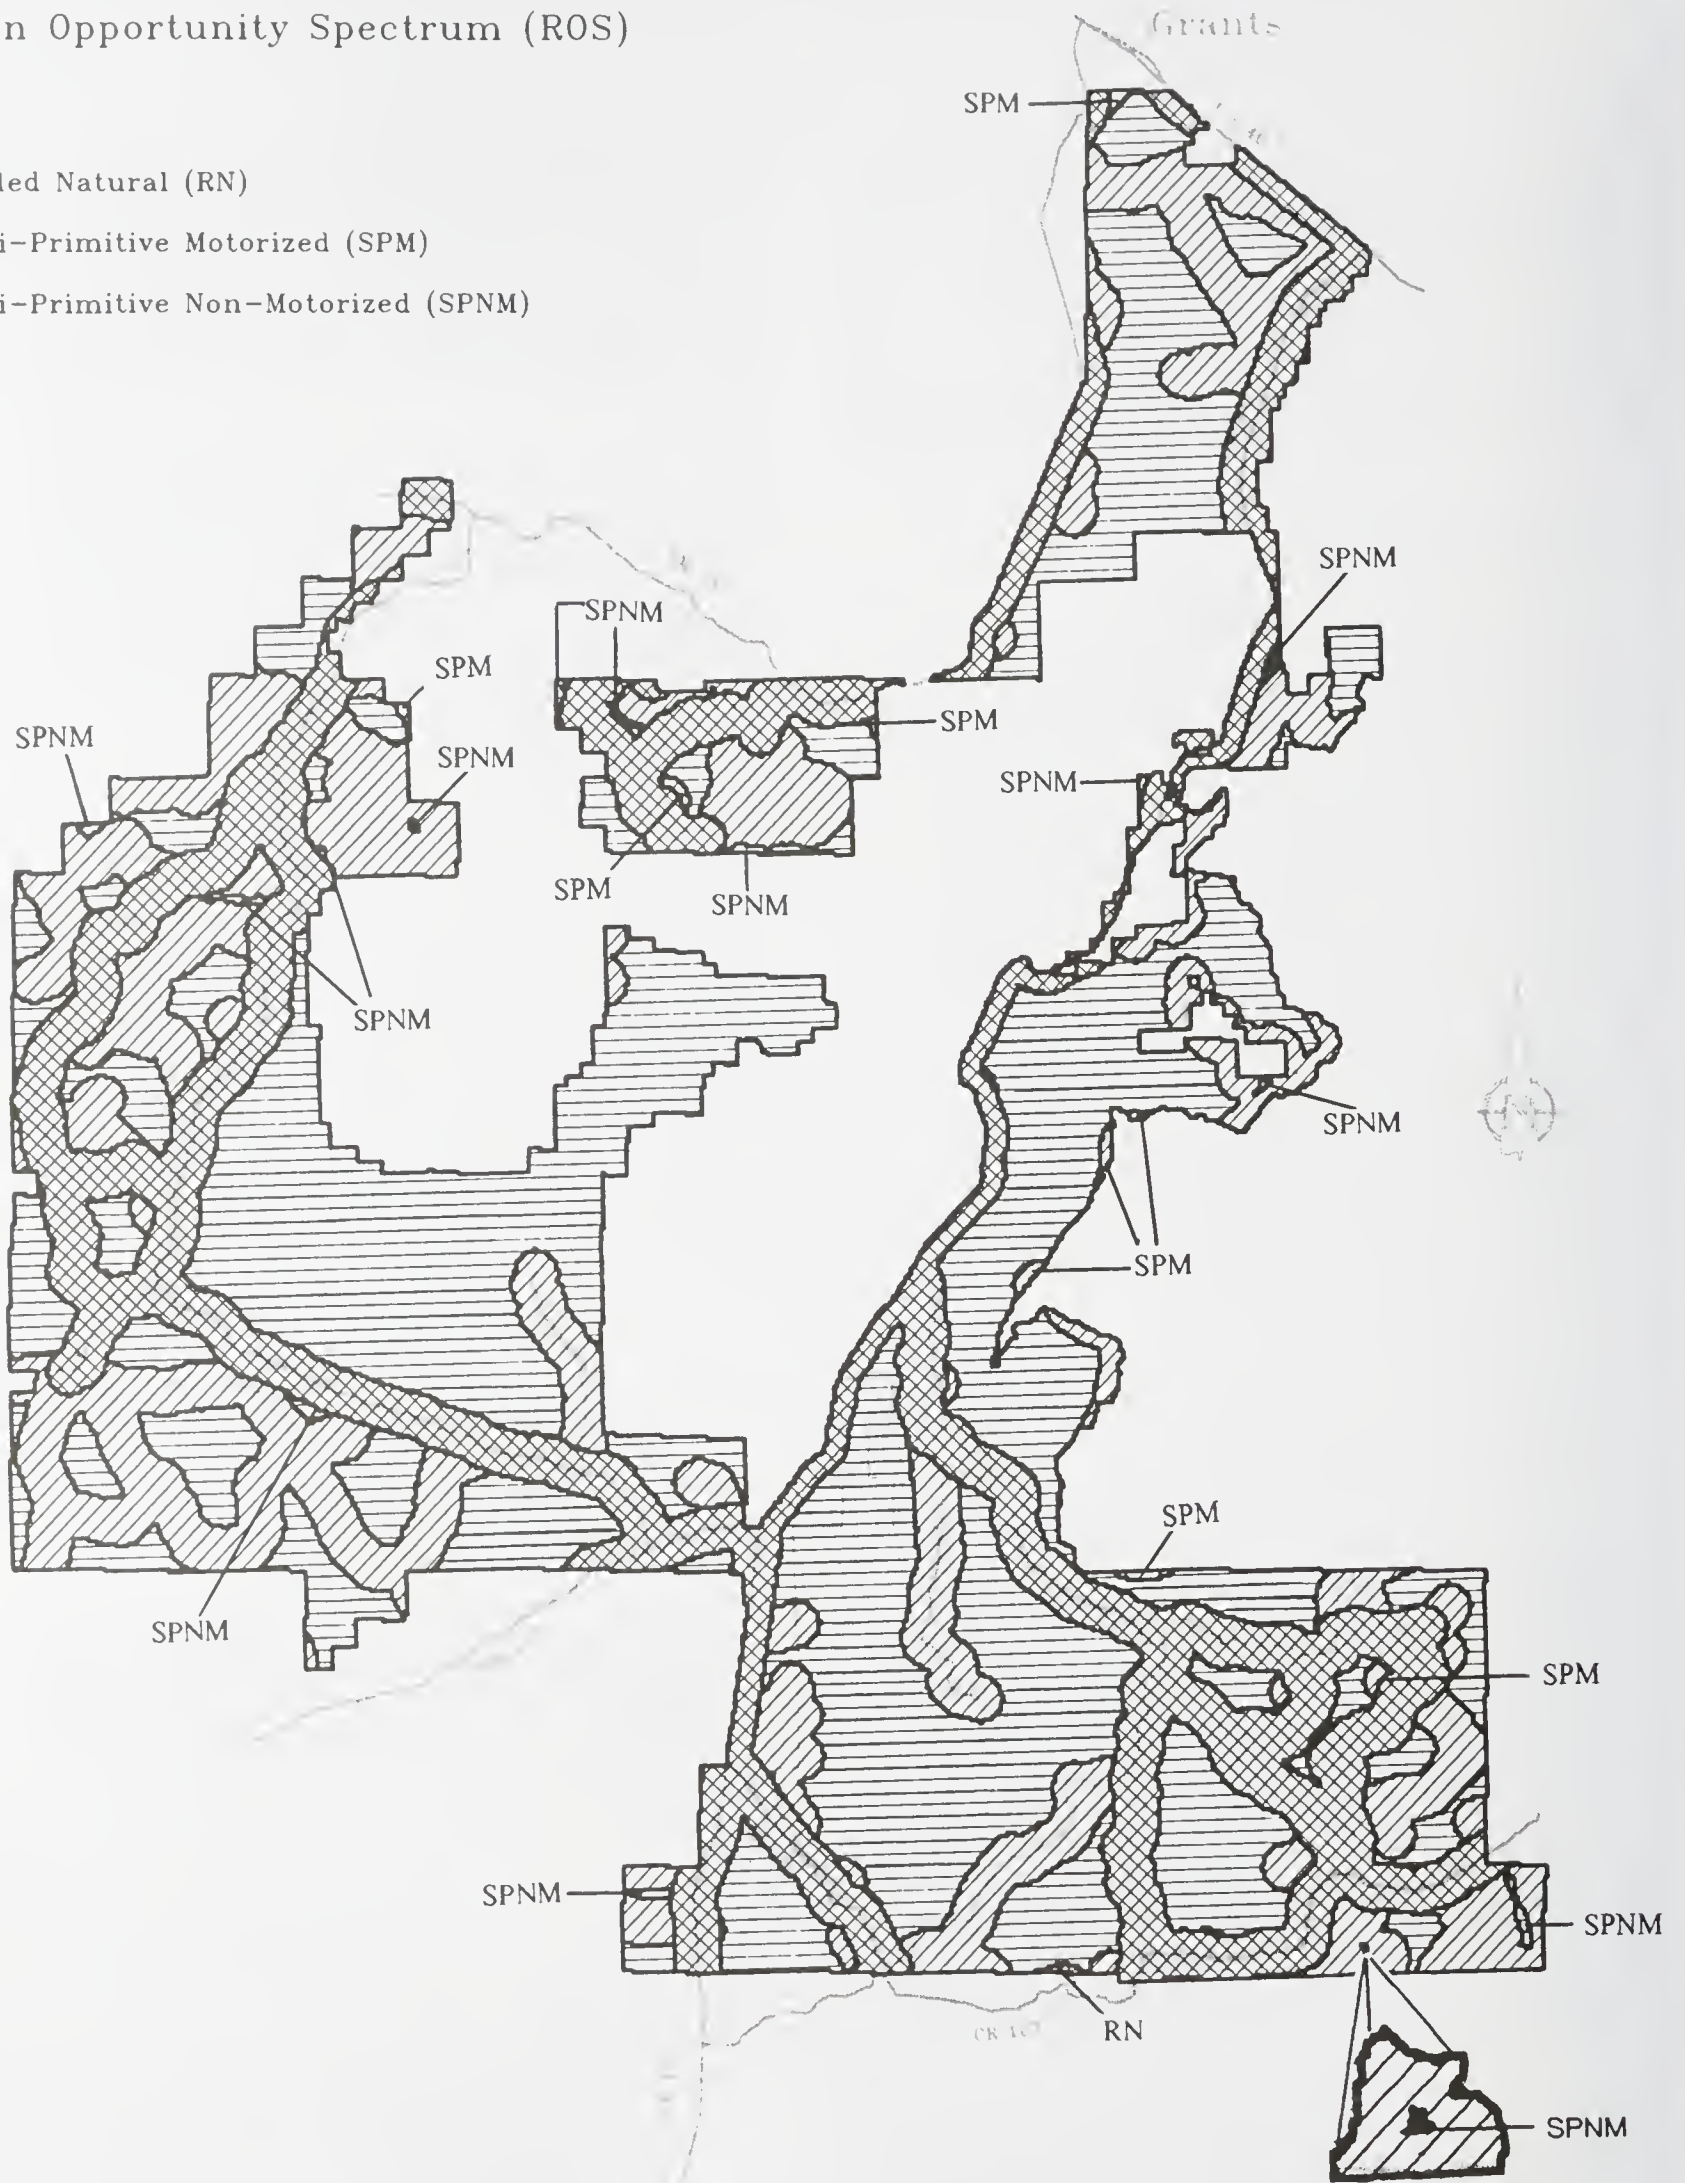 n Opportunity Spectrum (ROS)
Grants
SPM
led Natural (RN)
i-Primitive Motorized (SPM)
i-Primitive Non-Motorized (SPNM)
SPNM
SPNM
SPM
SPM
SPNM
SPNM
SPNM
SPM
SPNM
SPNM
SPNM
SPM
SPM
SPNM
SPM
SPNM
SPNM
RN
SPNM